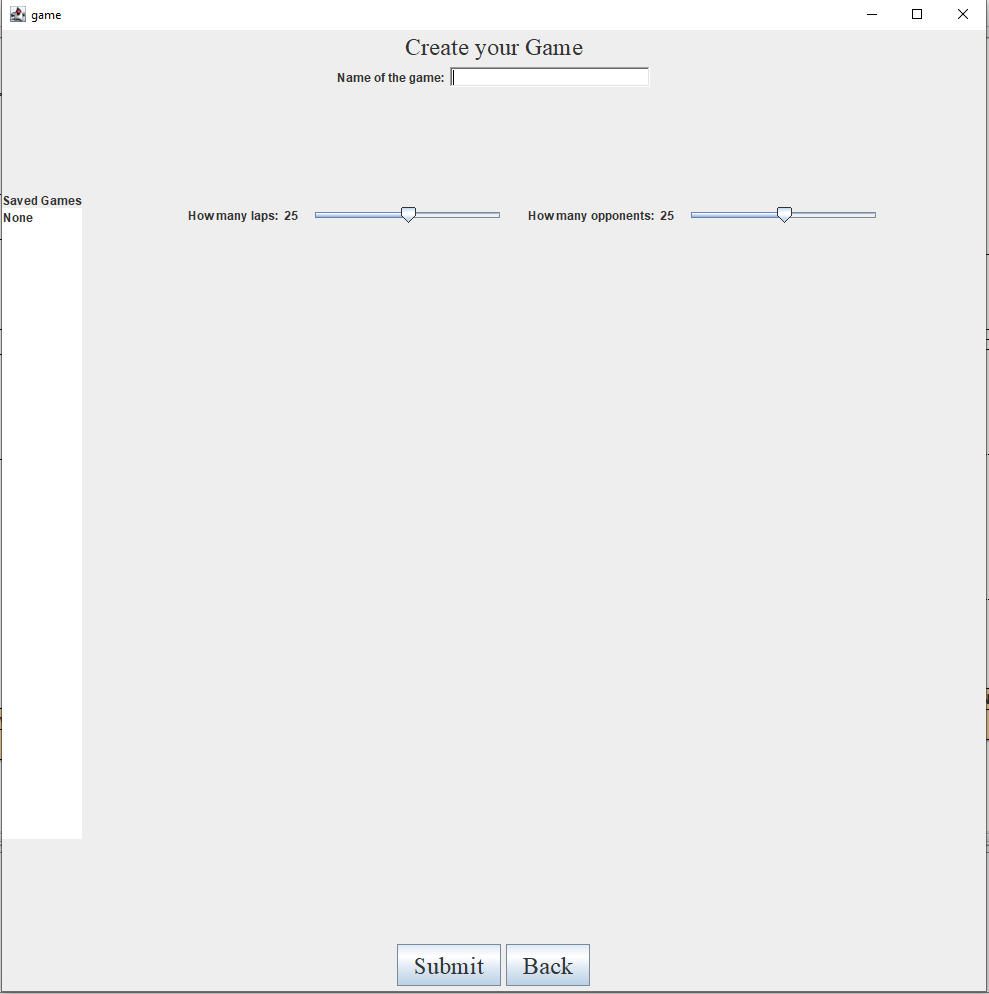 game
Create your Game
Name of the game:
Saved Games
None
How many laps: 25
How many opponents: 25
Submit
Back